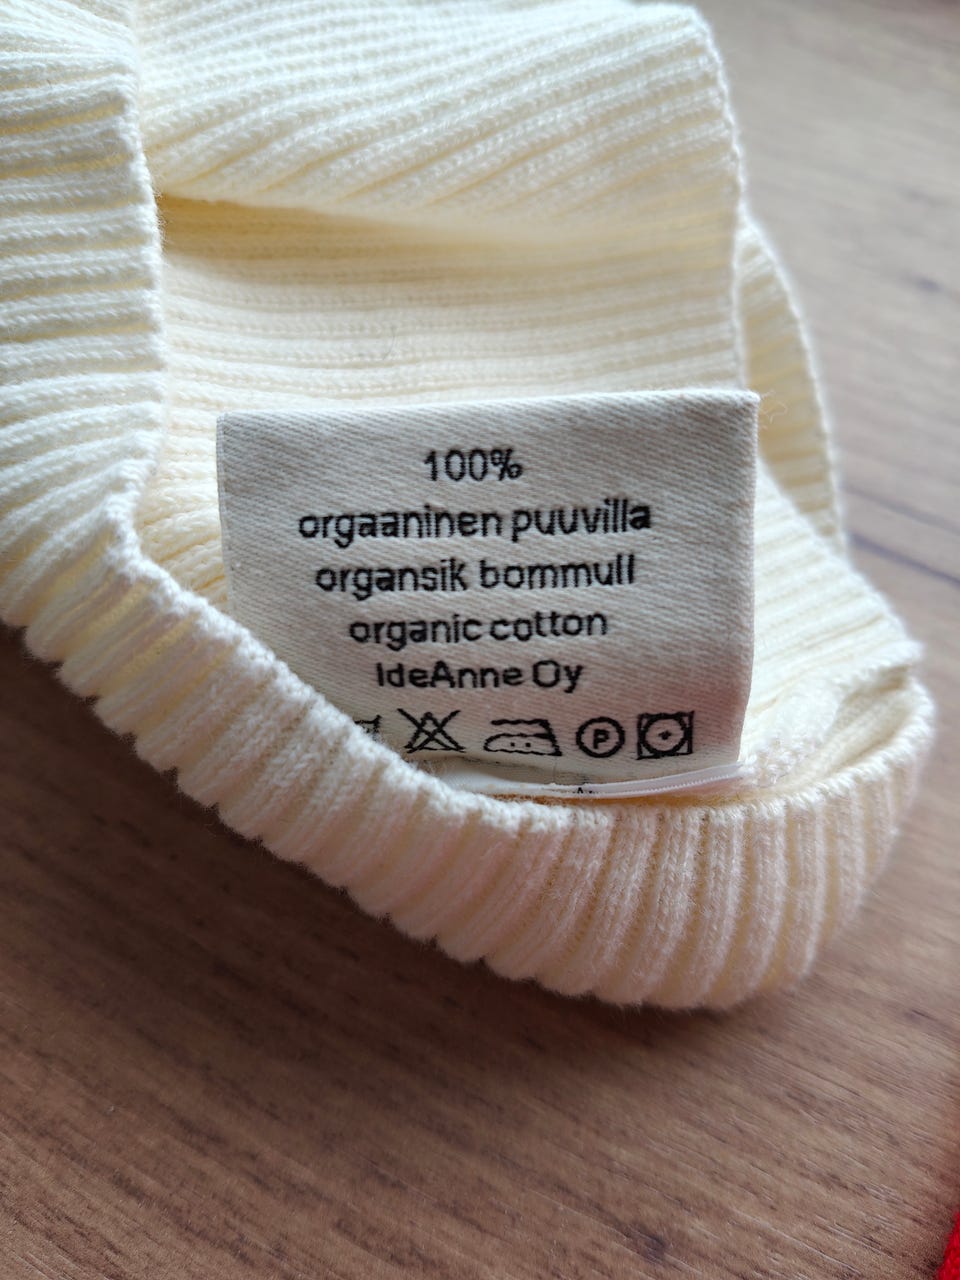 100%
orgaaninen puuvilla
organsik bommull
organic cotton
IdeAnne Oy
P